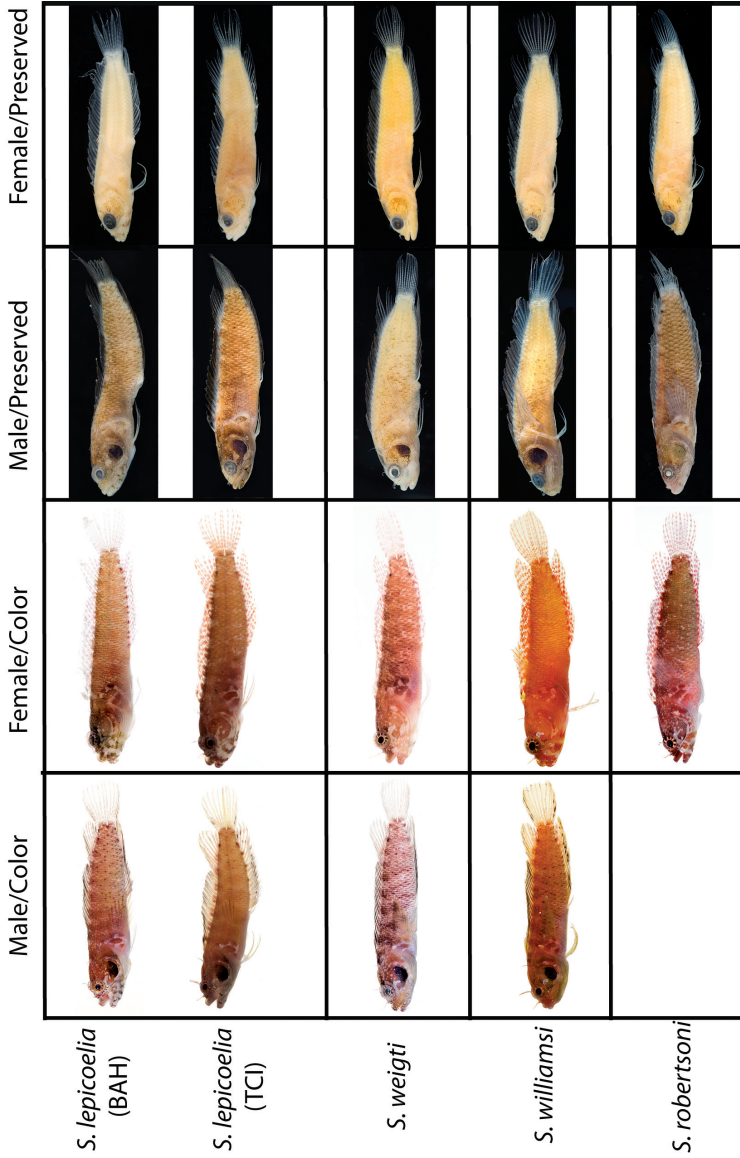 Male/Color
Female/Color
Male/Preserved
Female/Preserved
S. lepicoelia
(BAH)
S. lepicoelia
(TCI)
S. weigti
S. williamsi
S. robertsoni